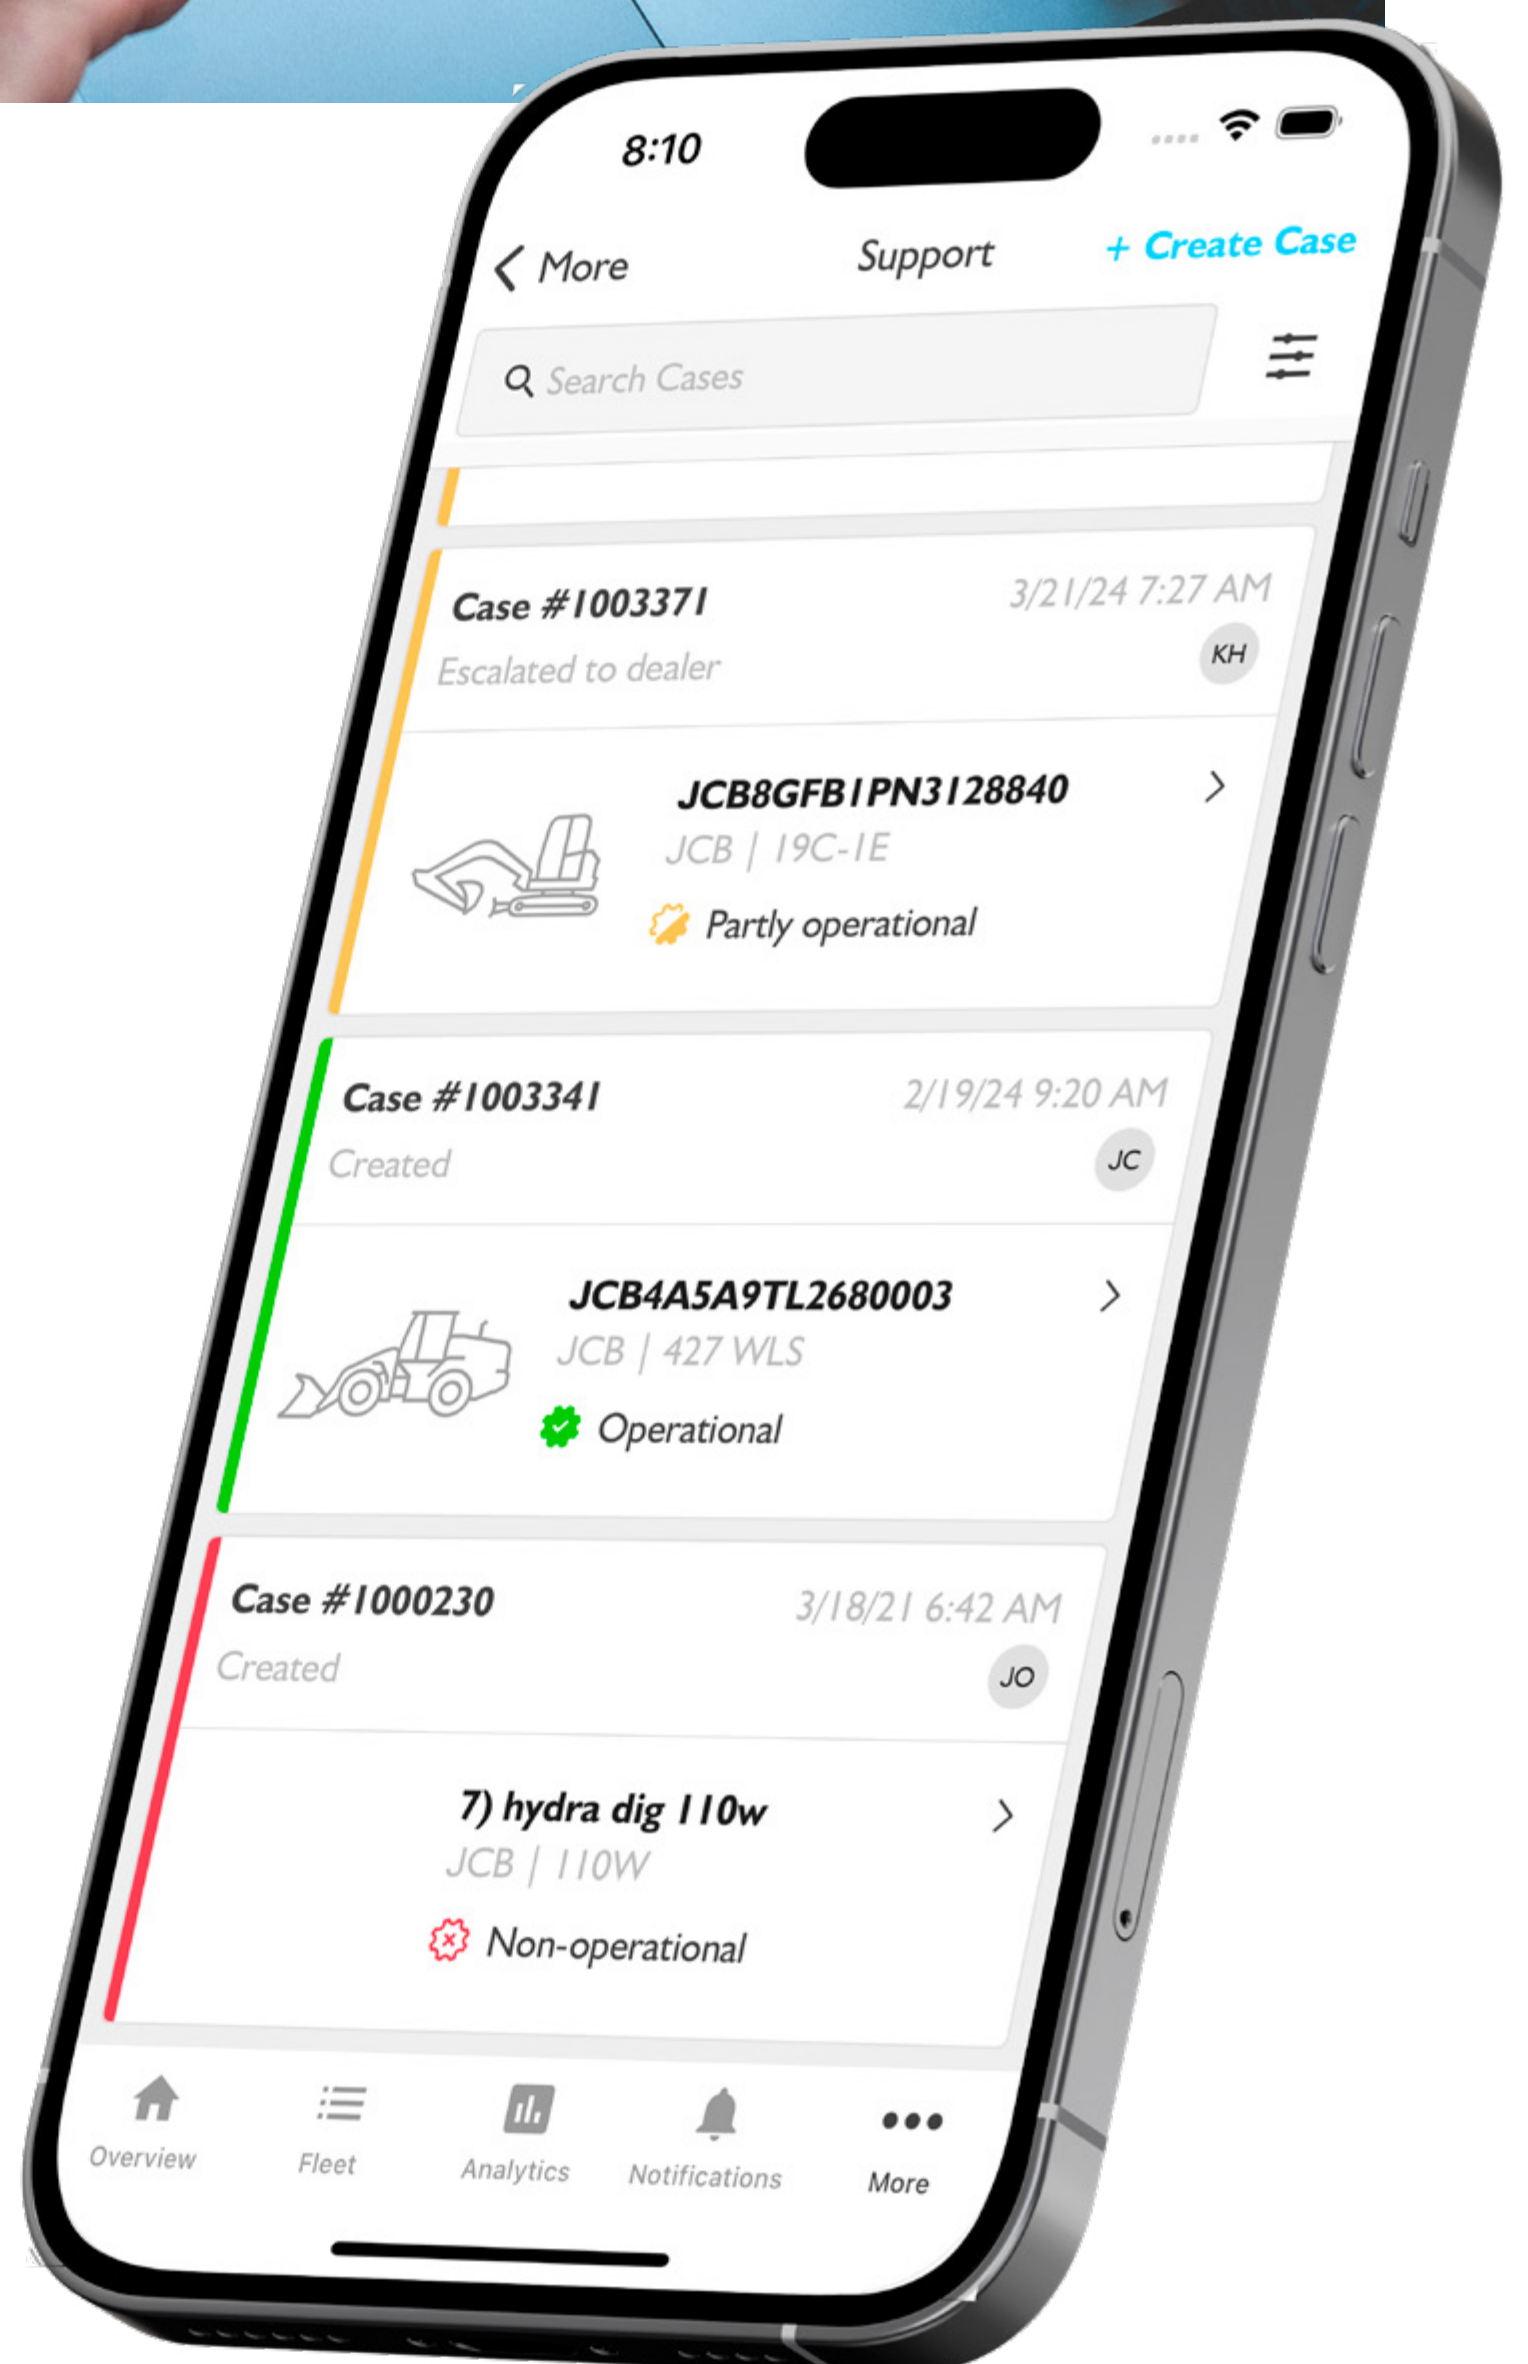 8:10
More Support + Create Case
Search Cases
Case #1003371 3/21/24 7:27 AM
Escalated to dealer KH
JCB8GFB1PN3128840
JCB | 19C-1E
Partly operational
Case #1003341 2/19/24 9:20 AM
Created JC
JCB4A5A9TL2680003
JCB | 427 WLS
Operational
Case #1000230 3/18/21 6:42 AM
Created JO
7) hydra dig 110w
JCB | 110W
Non-operational
Overview Fleet Analytics Notifications More